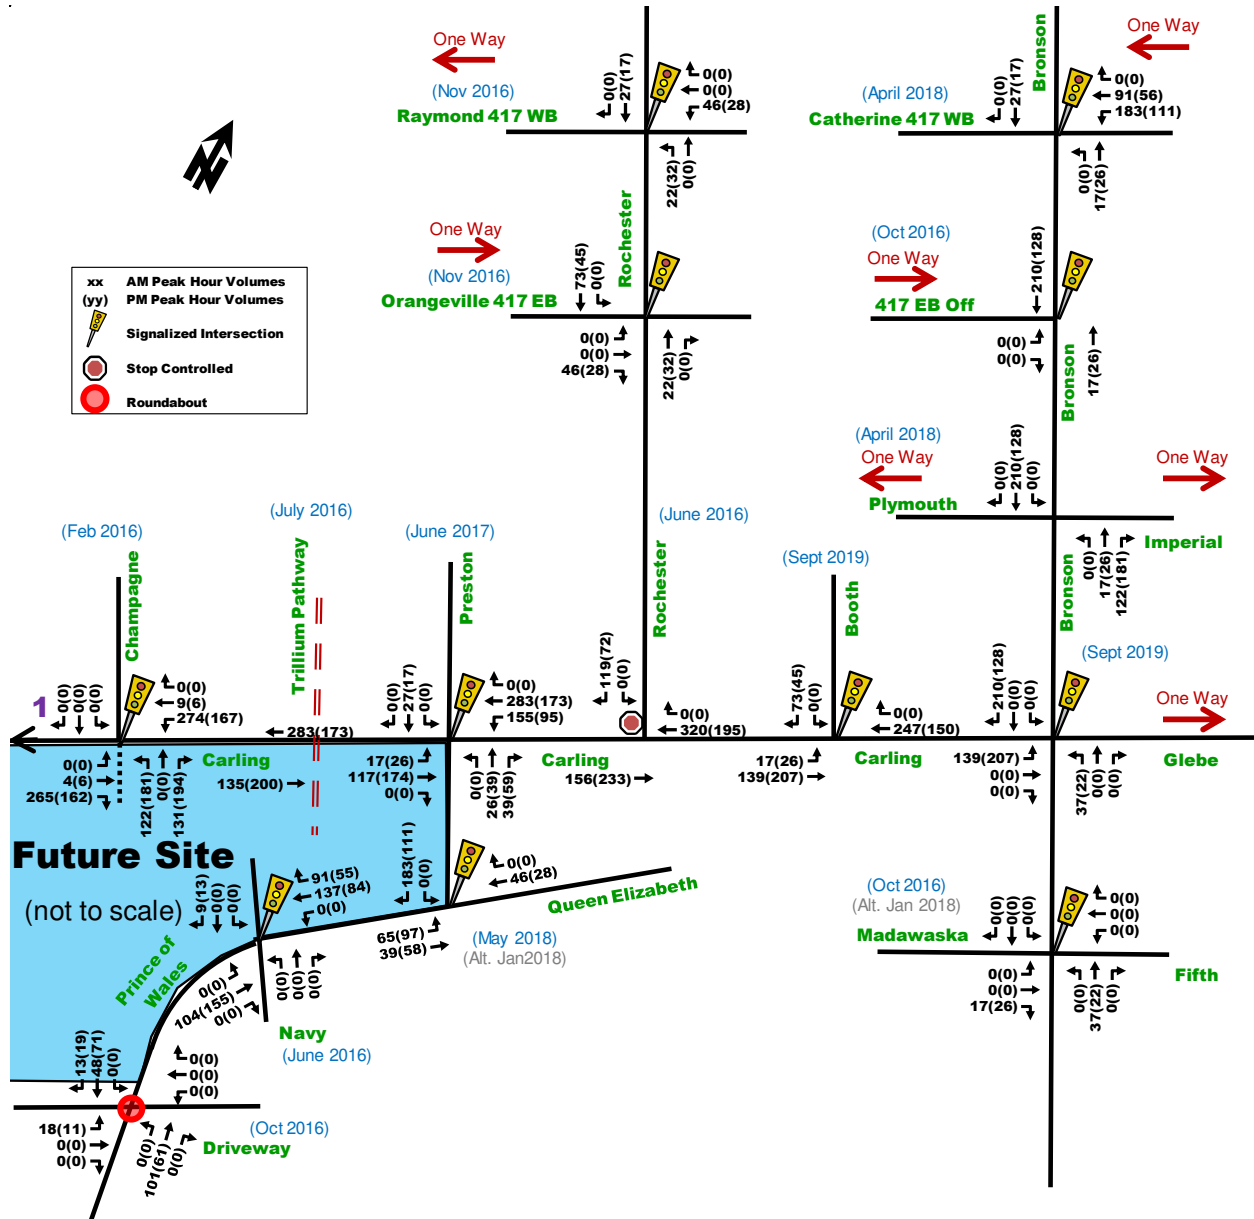 One Way
(Nov 2016)
Raymond 417 WB
0(0)
27(17)
0(0)
0(0)
46(28)
22(32)
0(0)
One Way
Bronson
(April 2018)
Catherine 417 WB
0(0)
27(17)
0(0)
91(56)
183(111)
0(0)
17(26)
N
One Way
(Nov 2016)
Orangeville 417 EB
73(45)
0(0)
Rochester
0(0)
0(0)
46(28)
22(32)
0(0)
(Oct 2016)
One Way
417 EB Off
210(128)
0(0)
0(0)
Bronson
17(26)
xx AM Peak Hour Volumes
(yy) PM Peak Hour Volumes
Signalized Intersection
Stop Controlled
Roundabout
(April 2018)
One Way
Plymouth
0(0)
210(128)
0(0)
One Way
Imperial
0(0)
17(26)
122(181)
(Feb 2016)
Champagne
1
0(0)
0(0)
0(0)
0(0)
9(6)
274(167)
0(0)
4(6)
265(162)
122(181)
0(0)
131(194)
Carling
(July 2016)
Trillium Pathway
283(173)
135(200)
(June 2017)
Preston
0(0)
27(17)
0(0)
0(0)
283(173)
155(95)
17(26)
117(174)
0(0)
0(0)
26(39)
39(59)
Carling
(June 2016)
Rochester
119(72)
0(0)
0(0)
320(195)
156(233)
(Sept 2019)
Booth
73(45)
0(0)
0(0)
247(150)
17(26)
139(207)
Carling
Bronson
(Sept 2019)
210(128)
0(0)
0(0)
One Way
Glebe
139(207)
0(0)
0(0)
37(22)
0(0)
0(0)
Future Site
(not to scale)
9(13)
0(0)
0(0)
91(55)
137(84)
0(0)
Prince of
Wales
0(0)
104(155)
0(0)
0(0)
0(0)
0(0)
Navy
(June 2016)
183(111)
0(0)
0(0)
46(28)
65(97)
39(58)
Queen Elizabeth
(May 2018)
(Alt. Jan2018)
(Oct 2016)
(Alt. Jan 2018)
Madawaska
0(0)
0(0)
0(0)
0(0)
0(0)
0(0)
0(0)
0(0)
17(26)
0(0)
37(22)
0(0)
Fifth
13(19)
48(71)
0(0)
0(0)
0(0)
0(0)
18(11)
0(0)
0(0)
0(0)
101(61)
0(0)
Driveway
(Oct 2016)